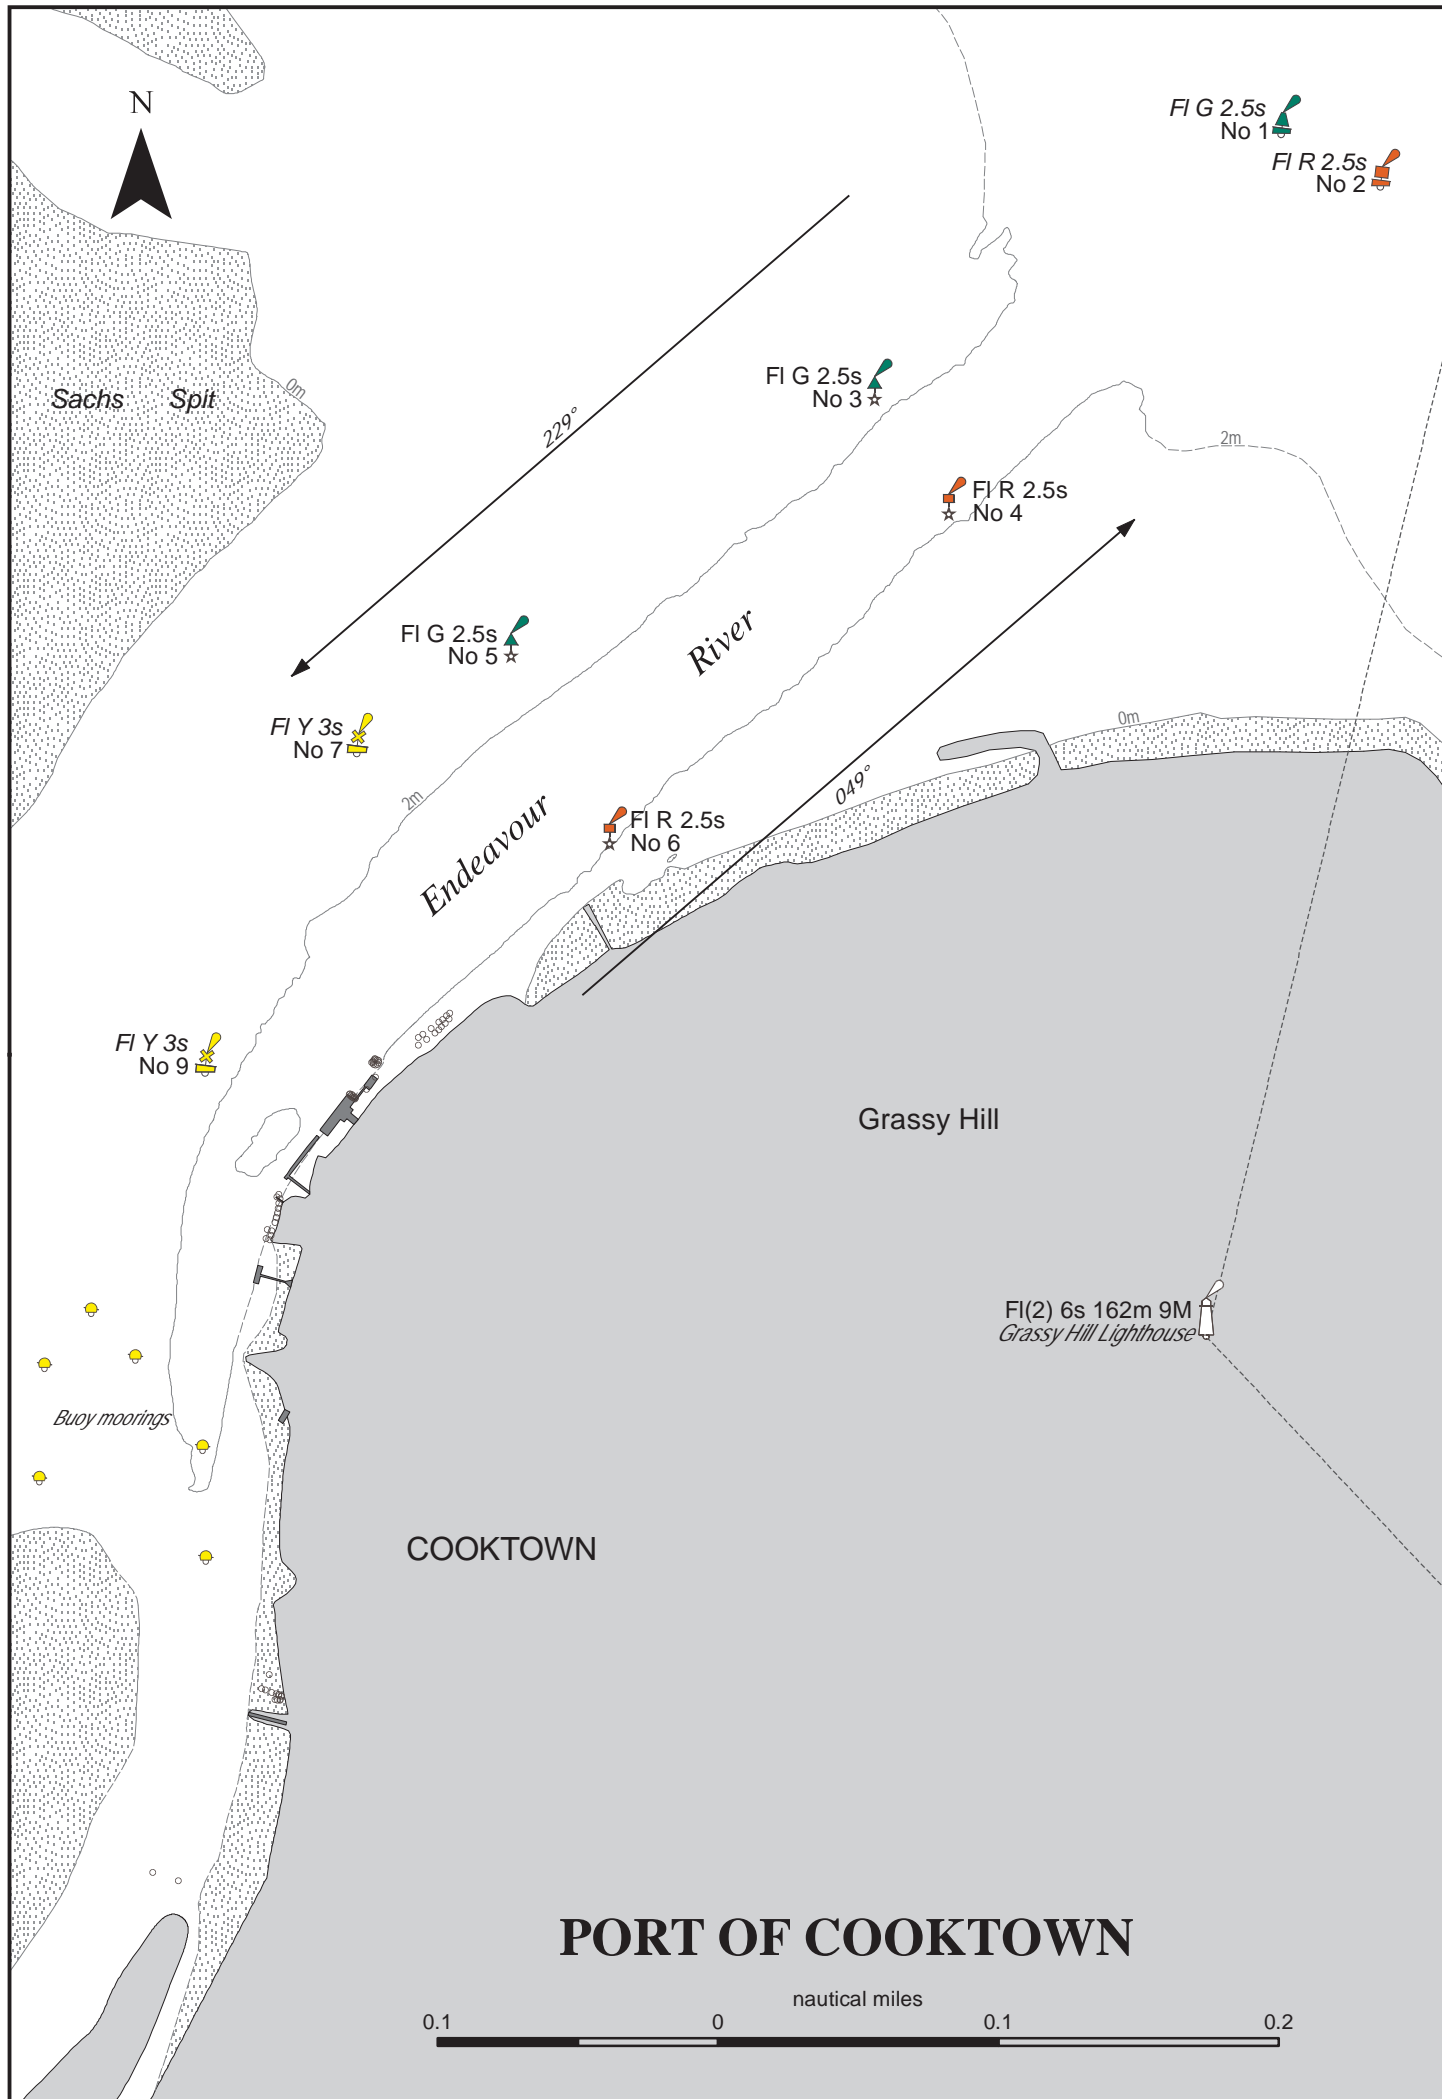 N
Fl G 2.5s
No 1
Fl R 2.5s
No 2
Sachs Spit
0m
229°
Fl G 2.5s
No 3
2m
Fl R 2.5s
No 4
Fl G 2.5s
No 5
River
Fl Y 3s
No 7
0m
2m
049°
Endeavour
Fl R 2.5s
No 6
Fl Y 3s
No 9
Grassy Hill
Fl(2) 6s 162m 9M
Grassy Hill Lighthouse
Buoy moorings
COOKTOWN
PORT OF COOKTOWN
nautical miles
0.1 0 0.1 0.2